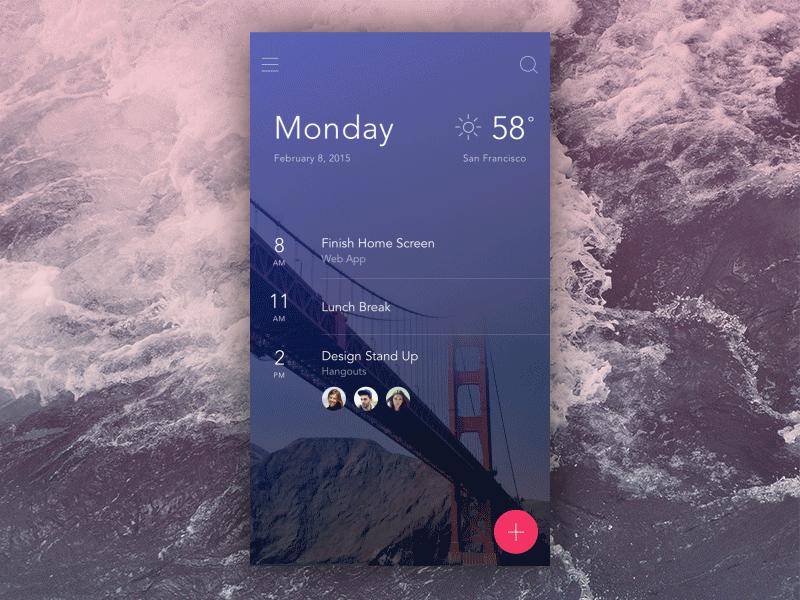 Monday
58°
February 8, 2015
San Francisco
8
AM
Finish Home Screen
Web App
11
AM
Lunch Break
2
PM
Design Stand Up
Hangouts